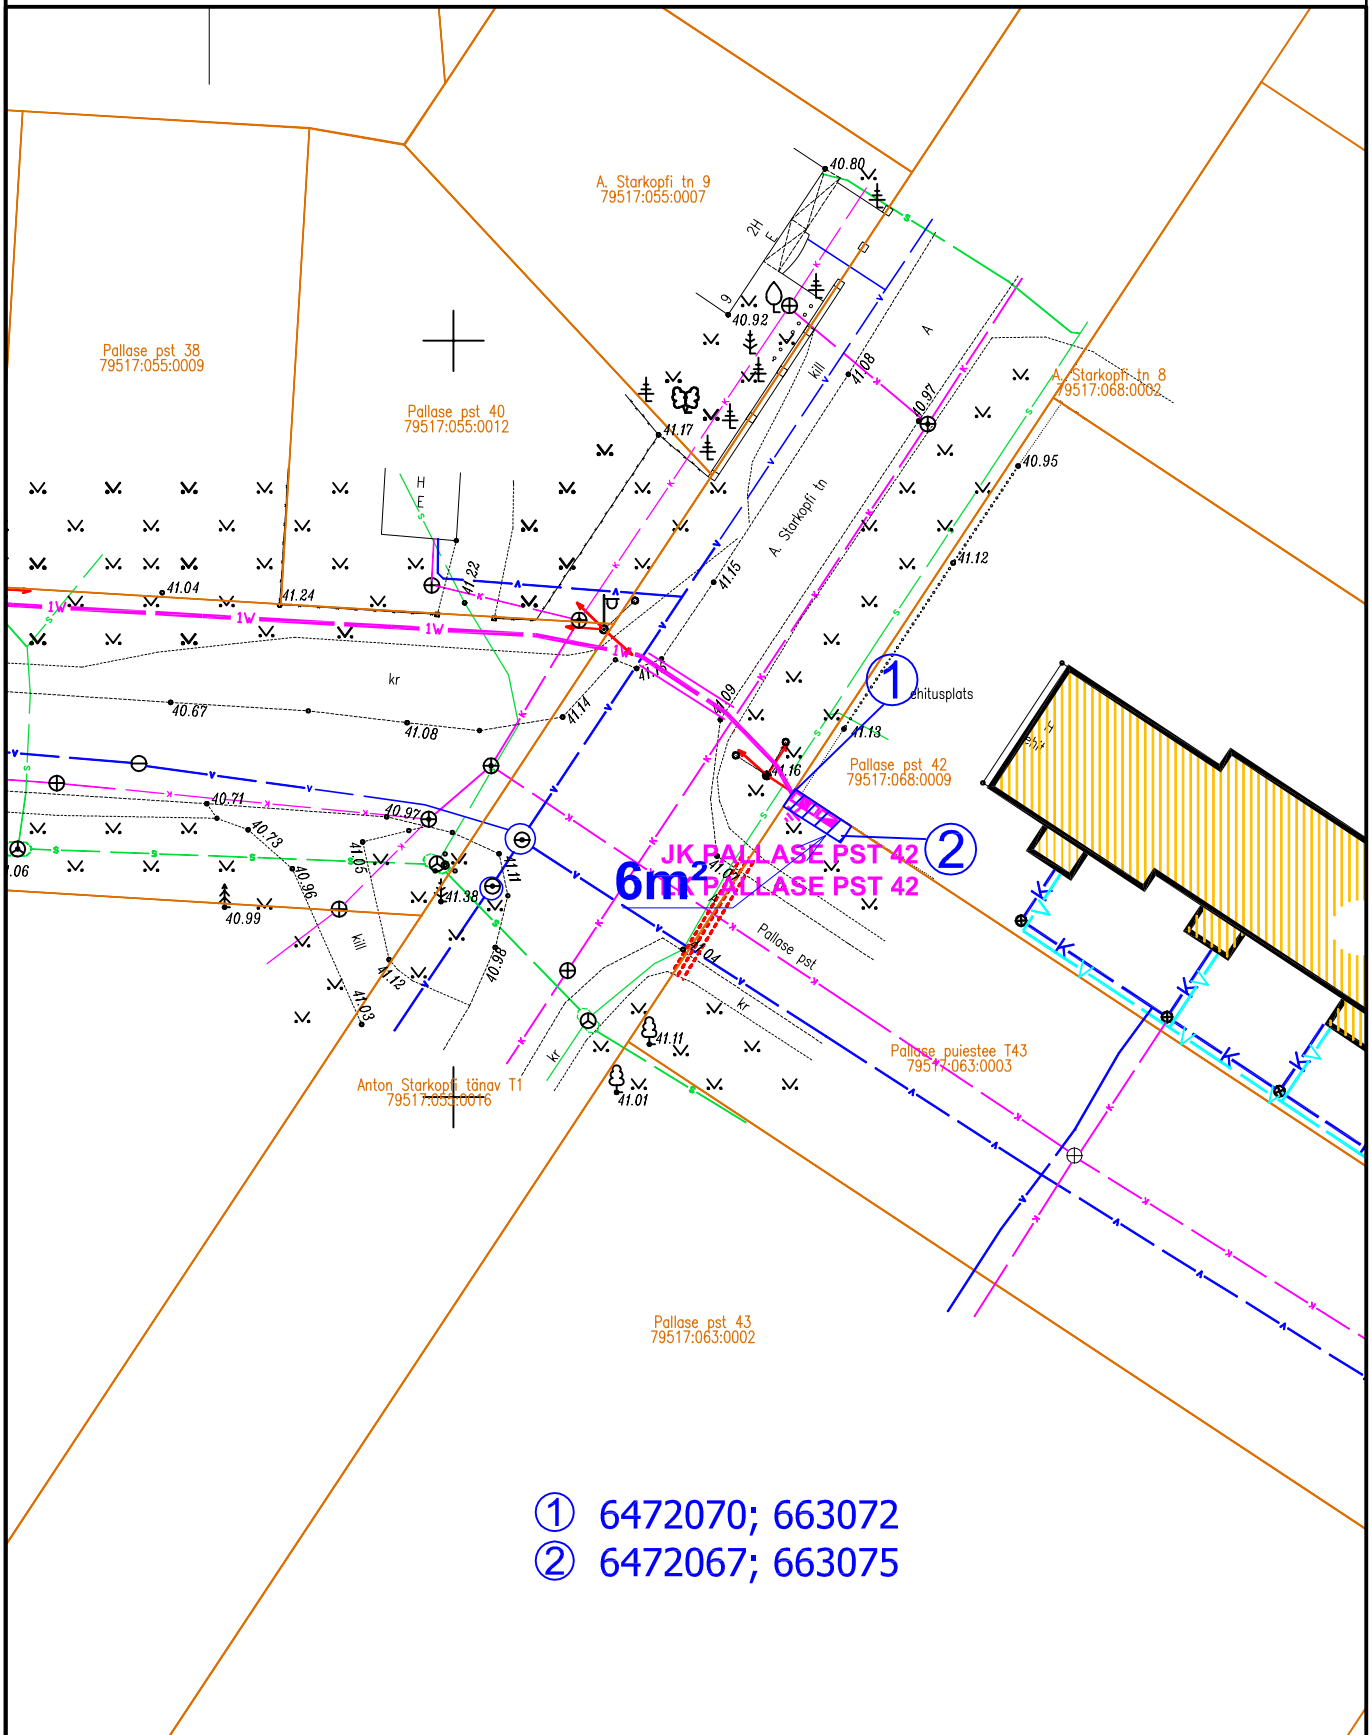 40.80
A. Starkopfi tn 9
79517:055:0007
2H
E
9
40.92
A
Pallase pst 38
79517:055:0009
kill
41.08
A. Starkopfi tn 8
79517:068:0002
Pallase pst 40
79517:055:0012
40.97
41.17
40.95
H
E
A. Starkopfi tn
41.12
41.22
41.15
41.04
41.24
1W
1W
1W
1W
kr
41.09
1
ehitusplats
40.67
41.14
41.08
41.13
H
Pallase pst 42
79517:068:0009
41.16
40.71
40.97
40.73
41.05
41.11
JK PALLASE PST 42
2
6m²
PALLASE PST 42
1.06
40.96
41.38
40.99
kill
Pallase pst
40.98
41.04
41.12
41.03
kr
kr
41.11
Pallase puiestee T43
79517:063:0003
Anton Starkopfi tänav T1
79517:055:0016
41.01
Pallase pst 43
79517:063:0002
1 6472070; 663072
2 6472067; 663075